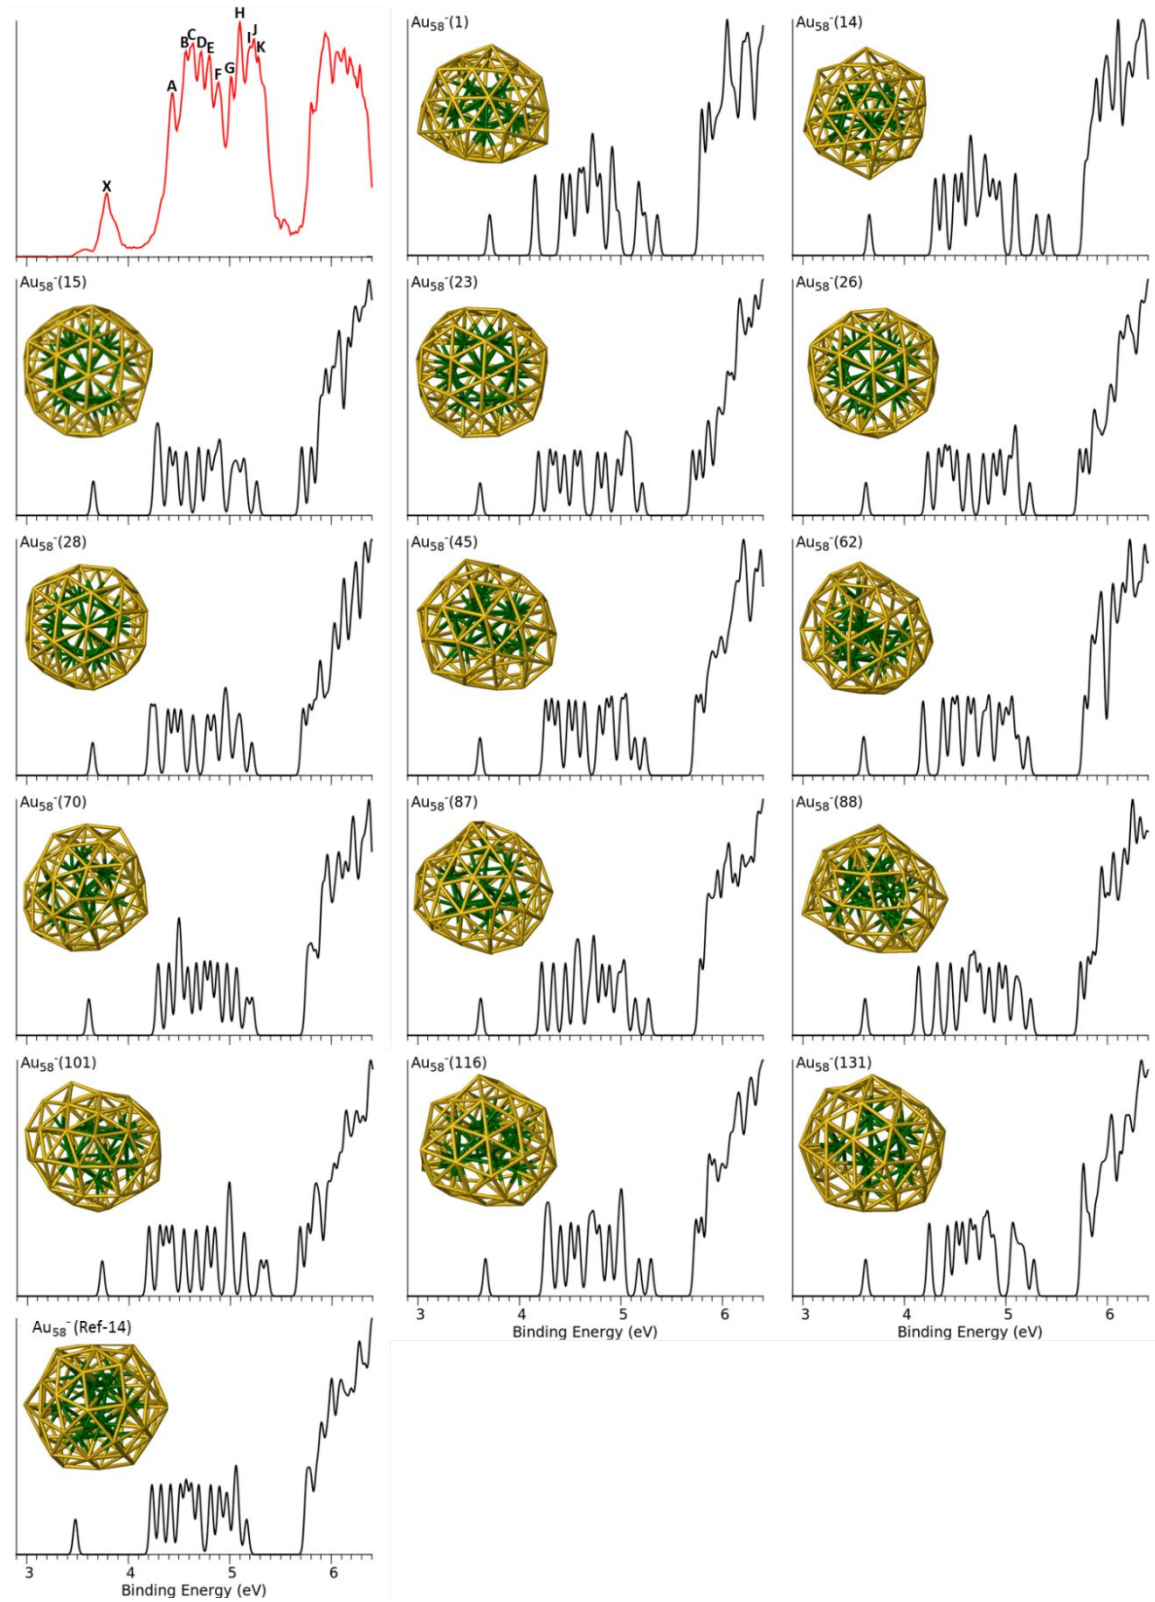 X A B C D E F G H I J K
Au58-(1)
Au58-(14)
Au58-(15)
Au58-(23)
Au58-(26)
Au58-(28)
Au58-(45)
Au58-(62)
Au58-(70)
Au58-(87)
Au58-(88)
Au58-(101)
Au58-(116)
Au58-(131)
3 4 5 6
Binding Energy (eV)
3 4 5 6
Binding Energy (eV)
Au58-(Ref-14)
3 4 5 6
Binding Energy (eV)